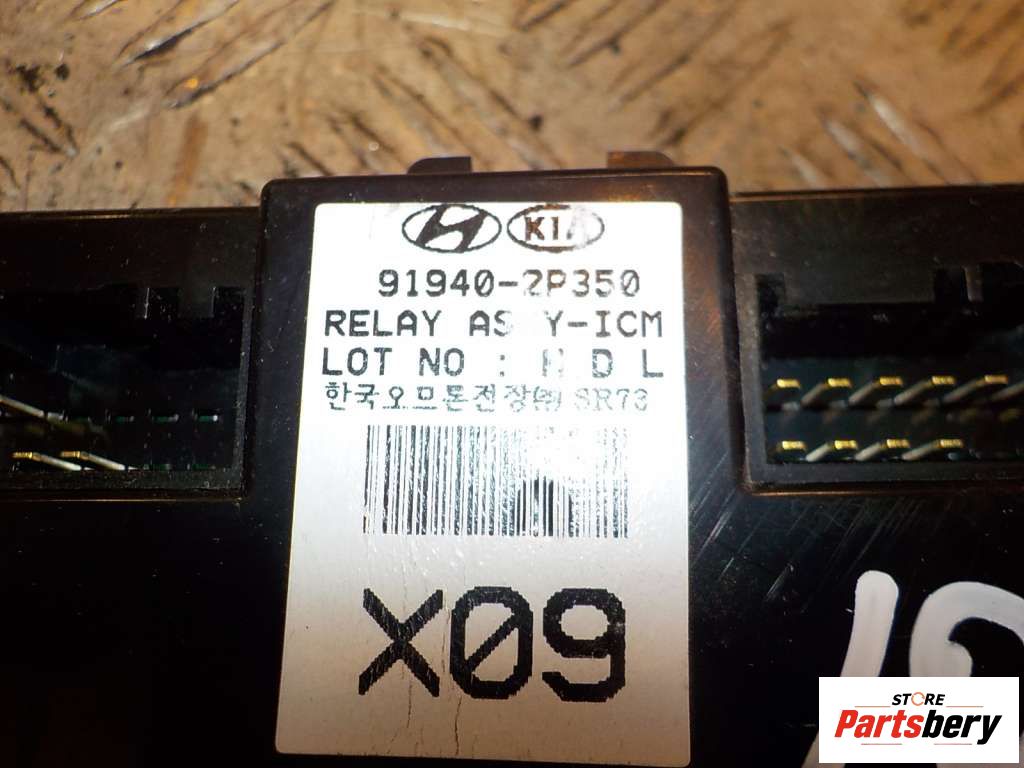 KIA
91940-2P350
RELAY ASSY-ICM
LOT NO : H D L
한국오므론전장㈜ SR73
X09
STORE
Partsbery